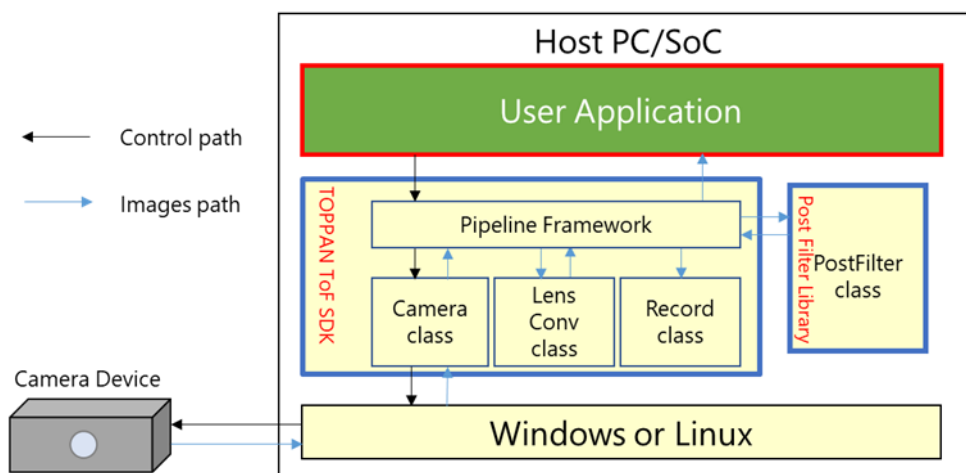 Host PC/SoC
User Application
Control path
Images path
TOPPAN ToF SDK
Pipeline Framework
Camera
class
Lens
Conv
class
Record
class
Post Filter Library
PostFilter
class
Camera Device
Windows or Linux